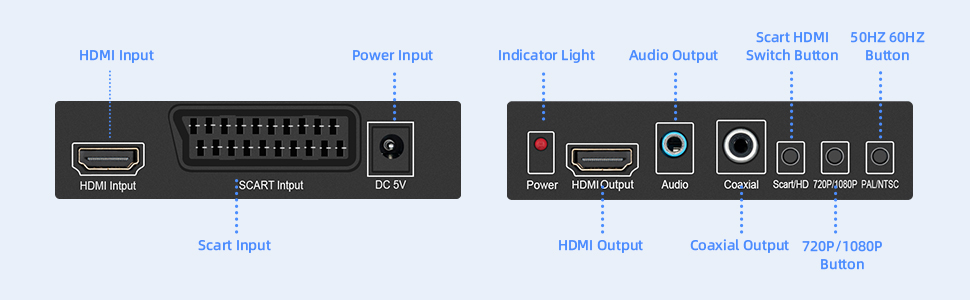 HDMI Input
Power Input
HDMI Intput
SCART Intput
DC 5V
Scart Input
Indicator Light
Audio Output
Scart HDMI
Switch Button
50HZ 60HZ
Button
Power
HDMI Output
Audio
Coaxial
Scart/HD
720P/1080P
PAL/NTSC
HDMI Output
Coaxial Output
720P/1080P
Button